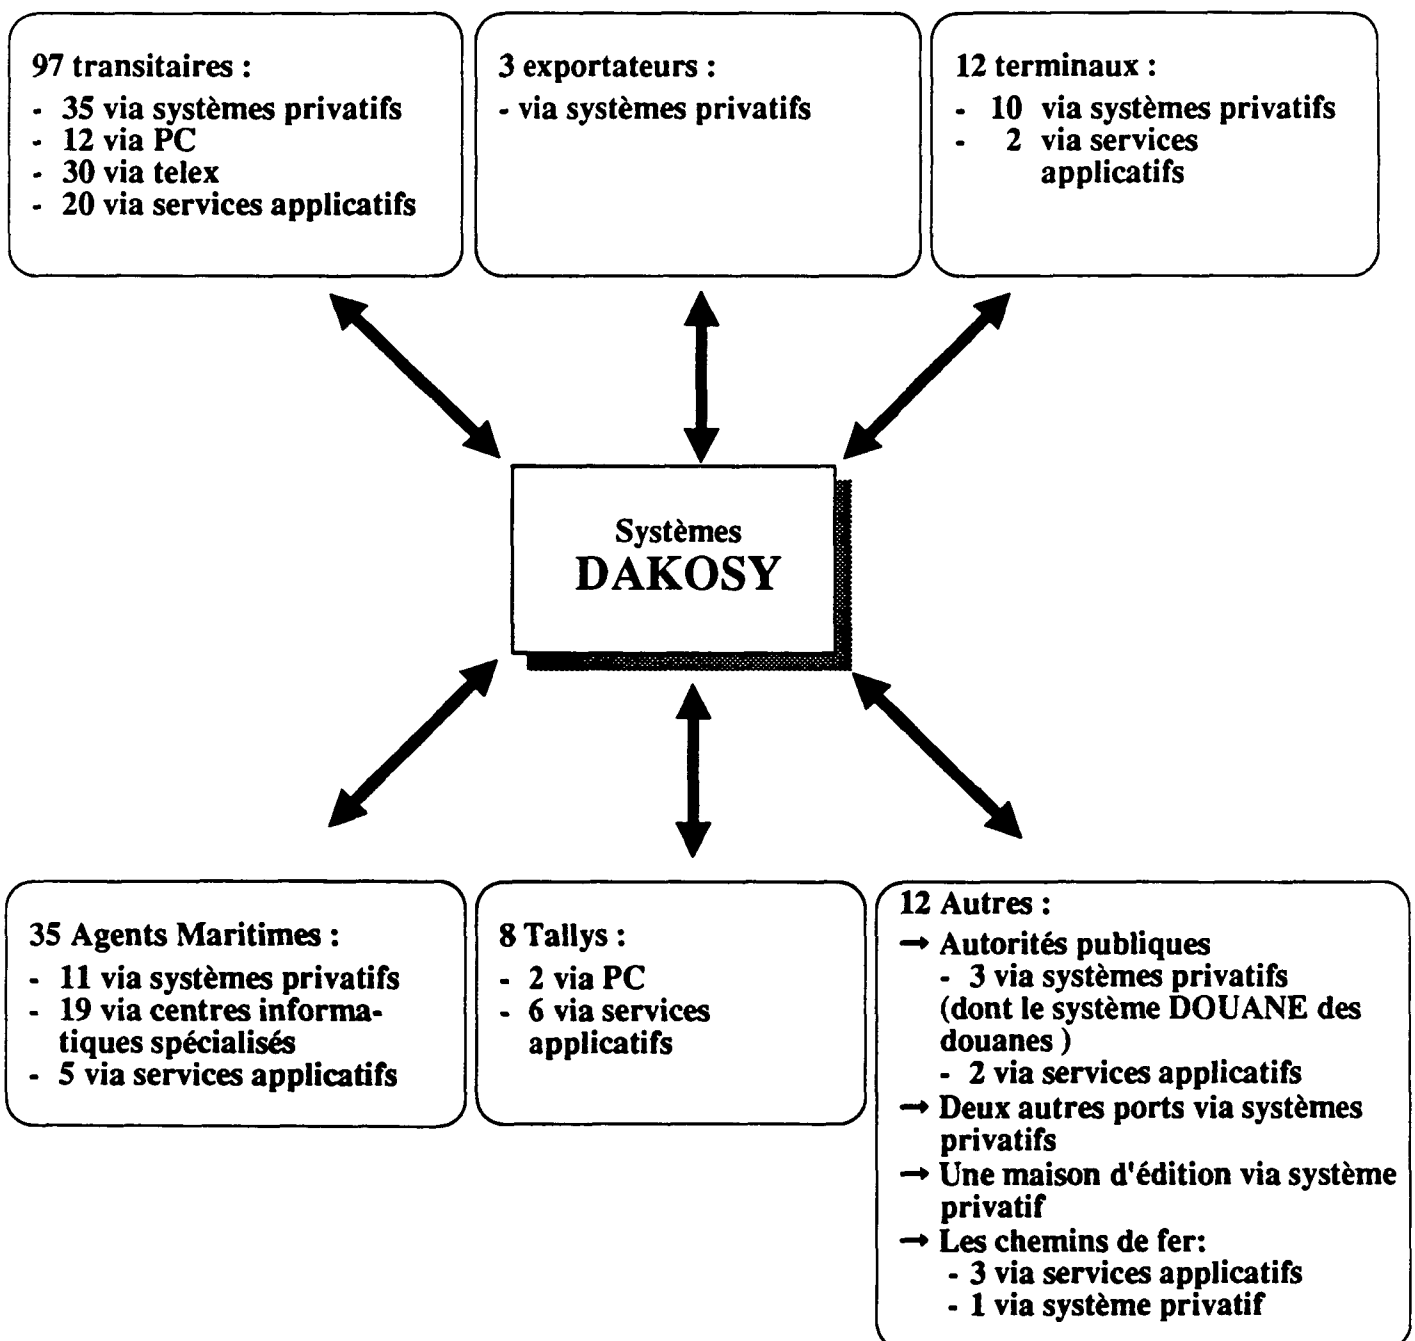 97 transitaires :
- 35 via systèmes privatifs
- 12 via PC
- 30 via telex
- 20 via services applicatifs
3 exportateurs :
- via systèmes privatifs
12 terminaux :
- 10 via systèmes privatifs
- 2 via services
applicatifs
Systèmes
DAKOSY
35 Agents Maritimes :
- 11 via systèmes privatifs
- 19 via centres informa-
tiques spécialisés
- 5 via services applicatifs
8 Tallys :
- 2 via PC
- 6 via services
applicatifs
12 Autres :
→ Autorités publiques
- 3 via systèmes privatifs
(dont le système DOUANE des
douanes )
- 2 via services applicatifs
→ Deux autres ports via systèmes
privatifs
→ Une maison d'édition via système
privatif
→ Les chemins de fer:
- 3 via services applicatifs
- 1 via système privatif